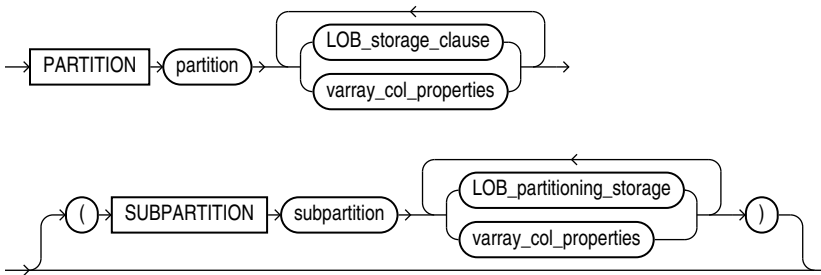 LOB_storage_clause
PARTITION partition
varray_col_properties
LOB_partitioning_storage
( SUBPARTITION subpartition )
varray_col_properties